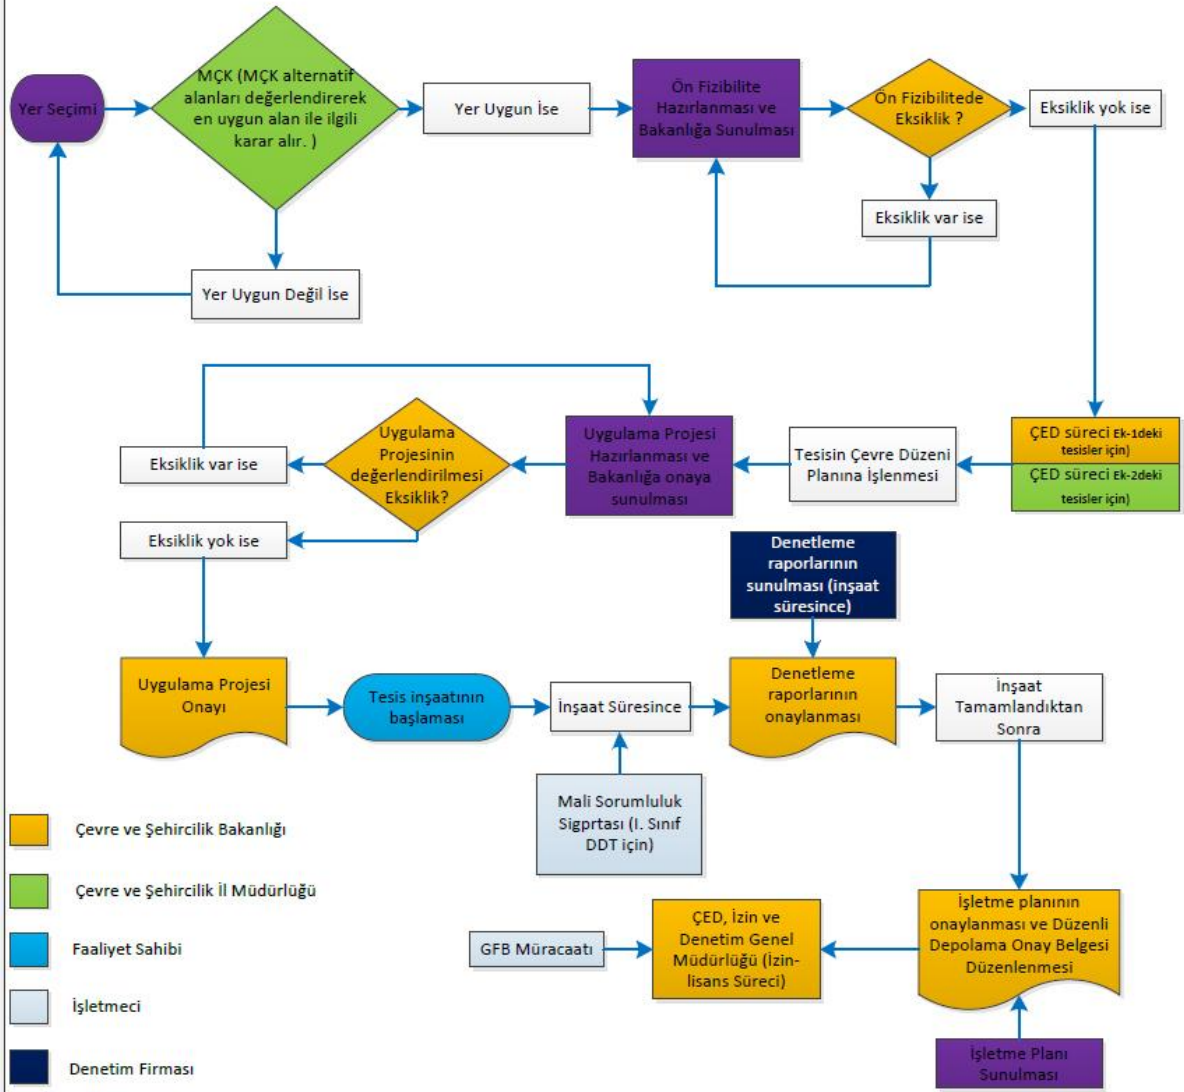 Yer Seçimi
MÇK (MÇK alternatif
alanları değerlendirerek
en uygun alan ile ilgili
karar alır. )
Yer Uygun İse
Ön Fizibilite
Hazırlanması ve
Bakanlığa Sunulması
Ön Fizibilitede
Eksiklik ?
Eksiklik yok ise
Eksiklik var ise
Yer Uygun Değil İse
ÇED süreci Ek-1deki
tesisler için)
ÇED süreci Ek-2deki
tesisler için)
Tesisin Çevre Düzeni
Planına İşlenmesi
Uygulama Projesi
Hazırlanması ve
Bakanlığa onaya
sunulması
Uygulama
Projesinin
değerlendirilmesi
Eksiklik?
Eksiklik var ise
Eksiklik yok ise
Denetleme
raporlarının
sunulması (inşaat
süresince)
Uygulama Projesi
Onayı
Tesis inşaatının
başlaması
İnşaat Süresince
Denetleme
raporlarının
onaylanması
İnşaat
Tamamlandıktan
Sonra
Mali Sorumluluk
Sigprtası (I. Sınıf
DDT için)
İşletme planının
onaylanması ve Düzenli
Depolama Onay Belgesi
Düzenlenmesi
ÇED, İzin ve
Denetim Genel
Müdürlüğü (İzin-
lisans Süreci)
GFB Müracaatı
İşletme Planı
Sunulması
Çevre ve Şehircilik Bakanlığı
Çevre ve Şehircilik İl Müdürlüğü
Faaliyet Sahibi
İşletmeci
Denetim Firması